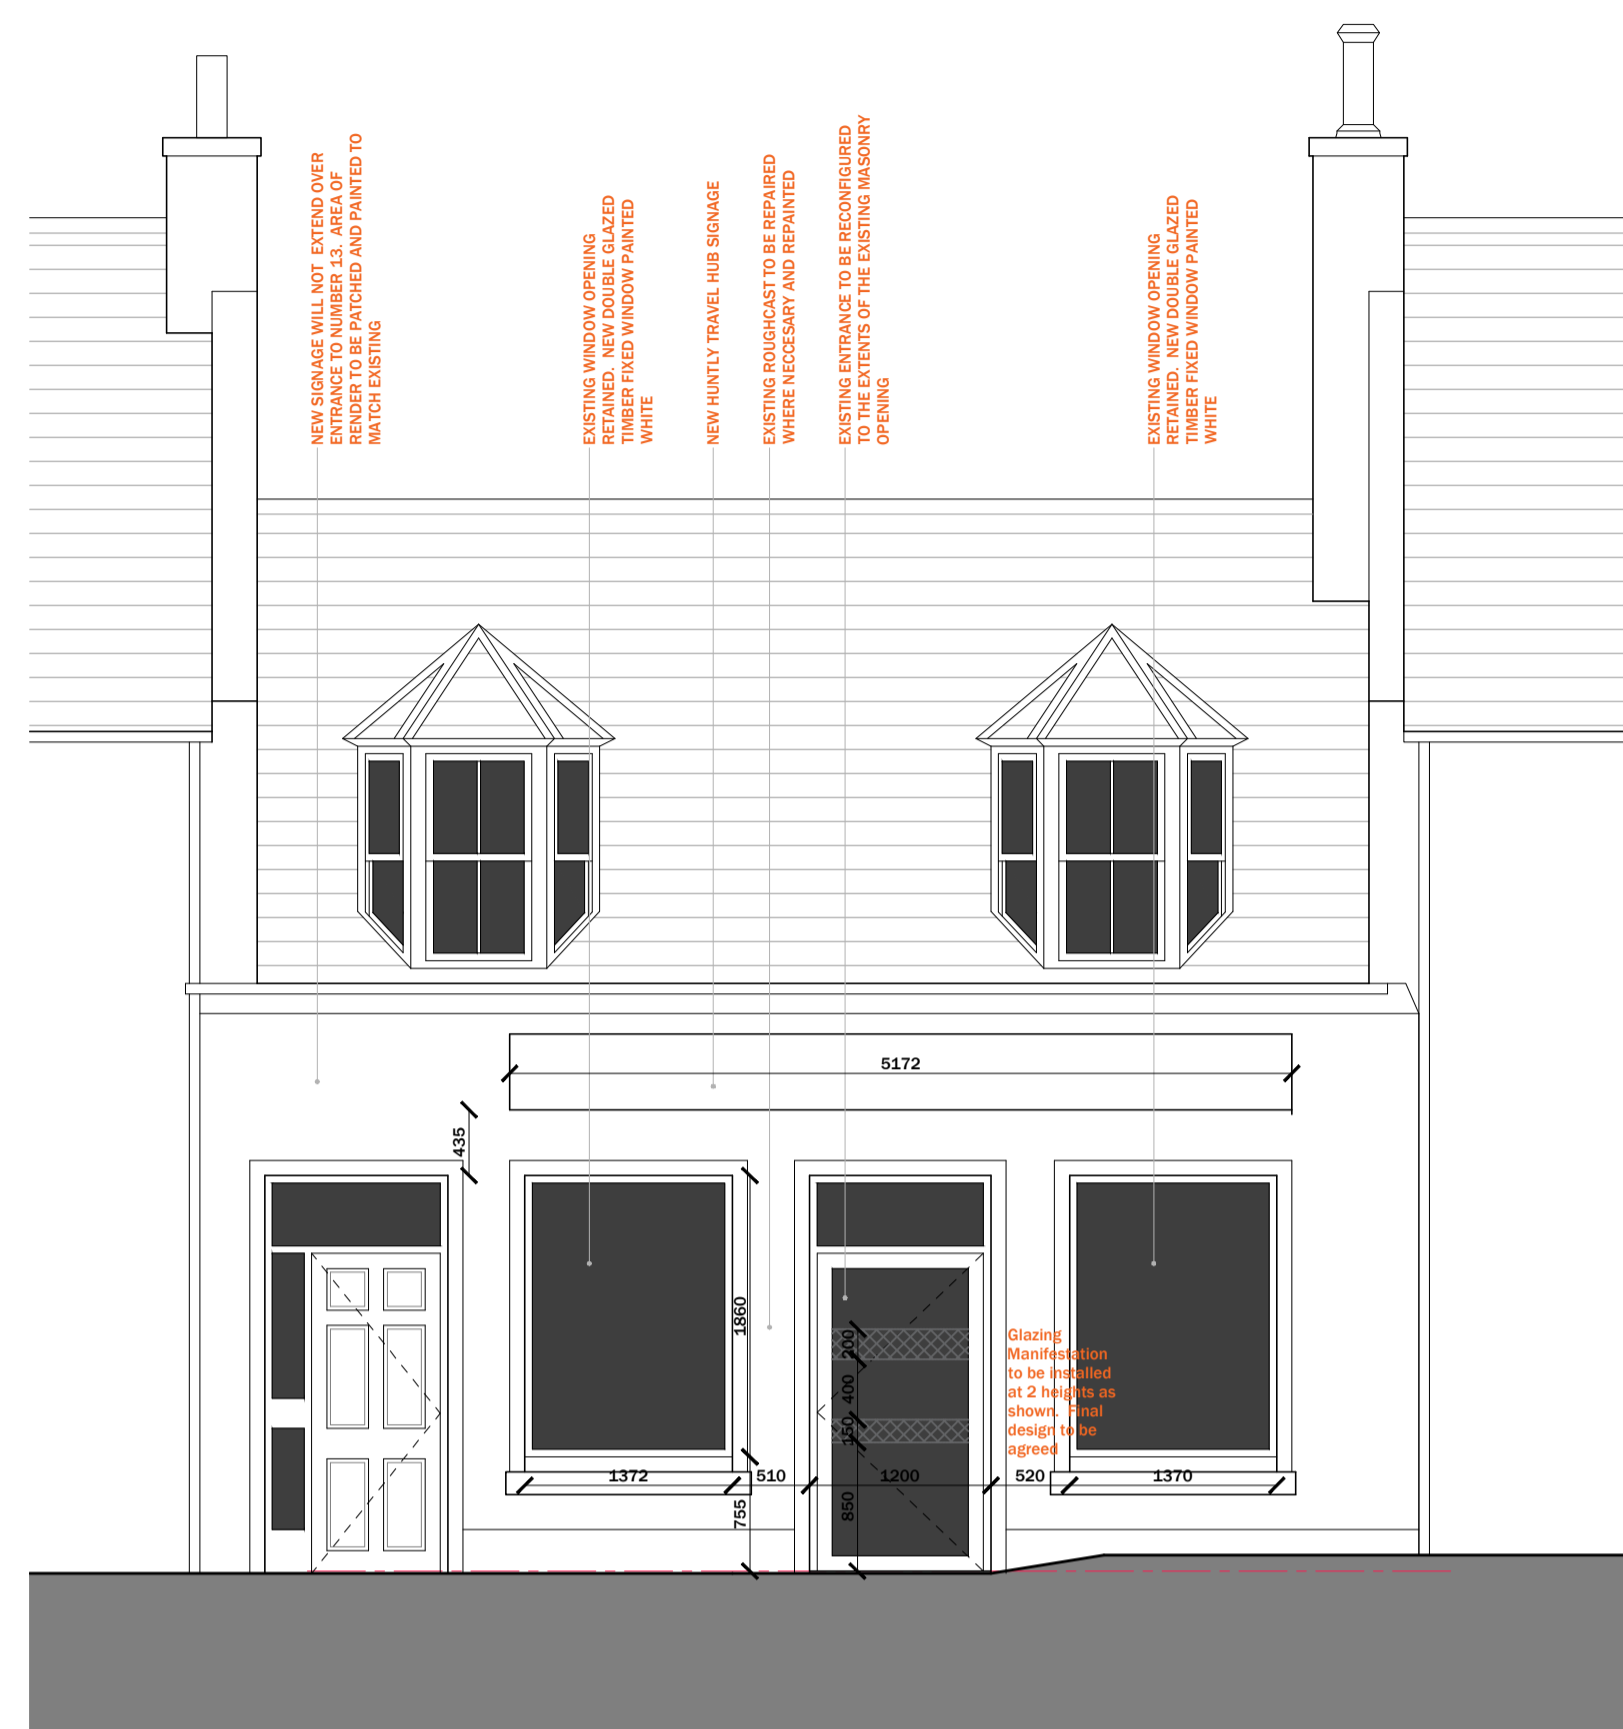 NEW SIGNAGE WILL NOT EXTEND OVER
ENTRANCE TO NUMBER 13. AREA OF
RENDER TO BE PATCHED AND PAINTED TO
MATCH EXISTING
EXISTING WINDOW OPENING
RETAINED. NEW DOUBLE GLAZED
TIMBER FIXED WINDOW PAINTED
WHITE
NEW HUNTLY TRAVEL HUB SIGNAGE
EXISTING ROUGHCAST TO BE REPAIRED
WHERE NECCESARY AND REPAINTED
EXISTING ENTRANCE TO BE RECONFIGURED
TO THE EXTENTS OF THE EXISTING MASONRY
OPENING
EXISTING WINDOW OPENING
RETAINED. NEW DOUBLE GLAZED
TIMBER FIXED WINDOW PAINTED
WHITE
5172
435
1860
200
400
150
850
Glazing
Manifestation
to be installed
at 2 heights as
shown. Final
design to be
agreed
1372
510
1200
520
1370
755